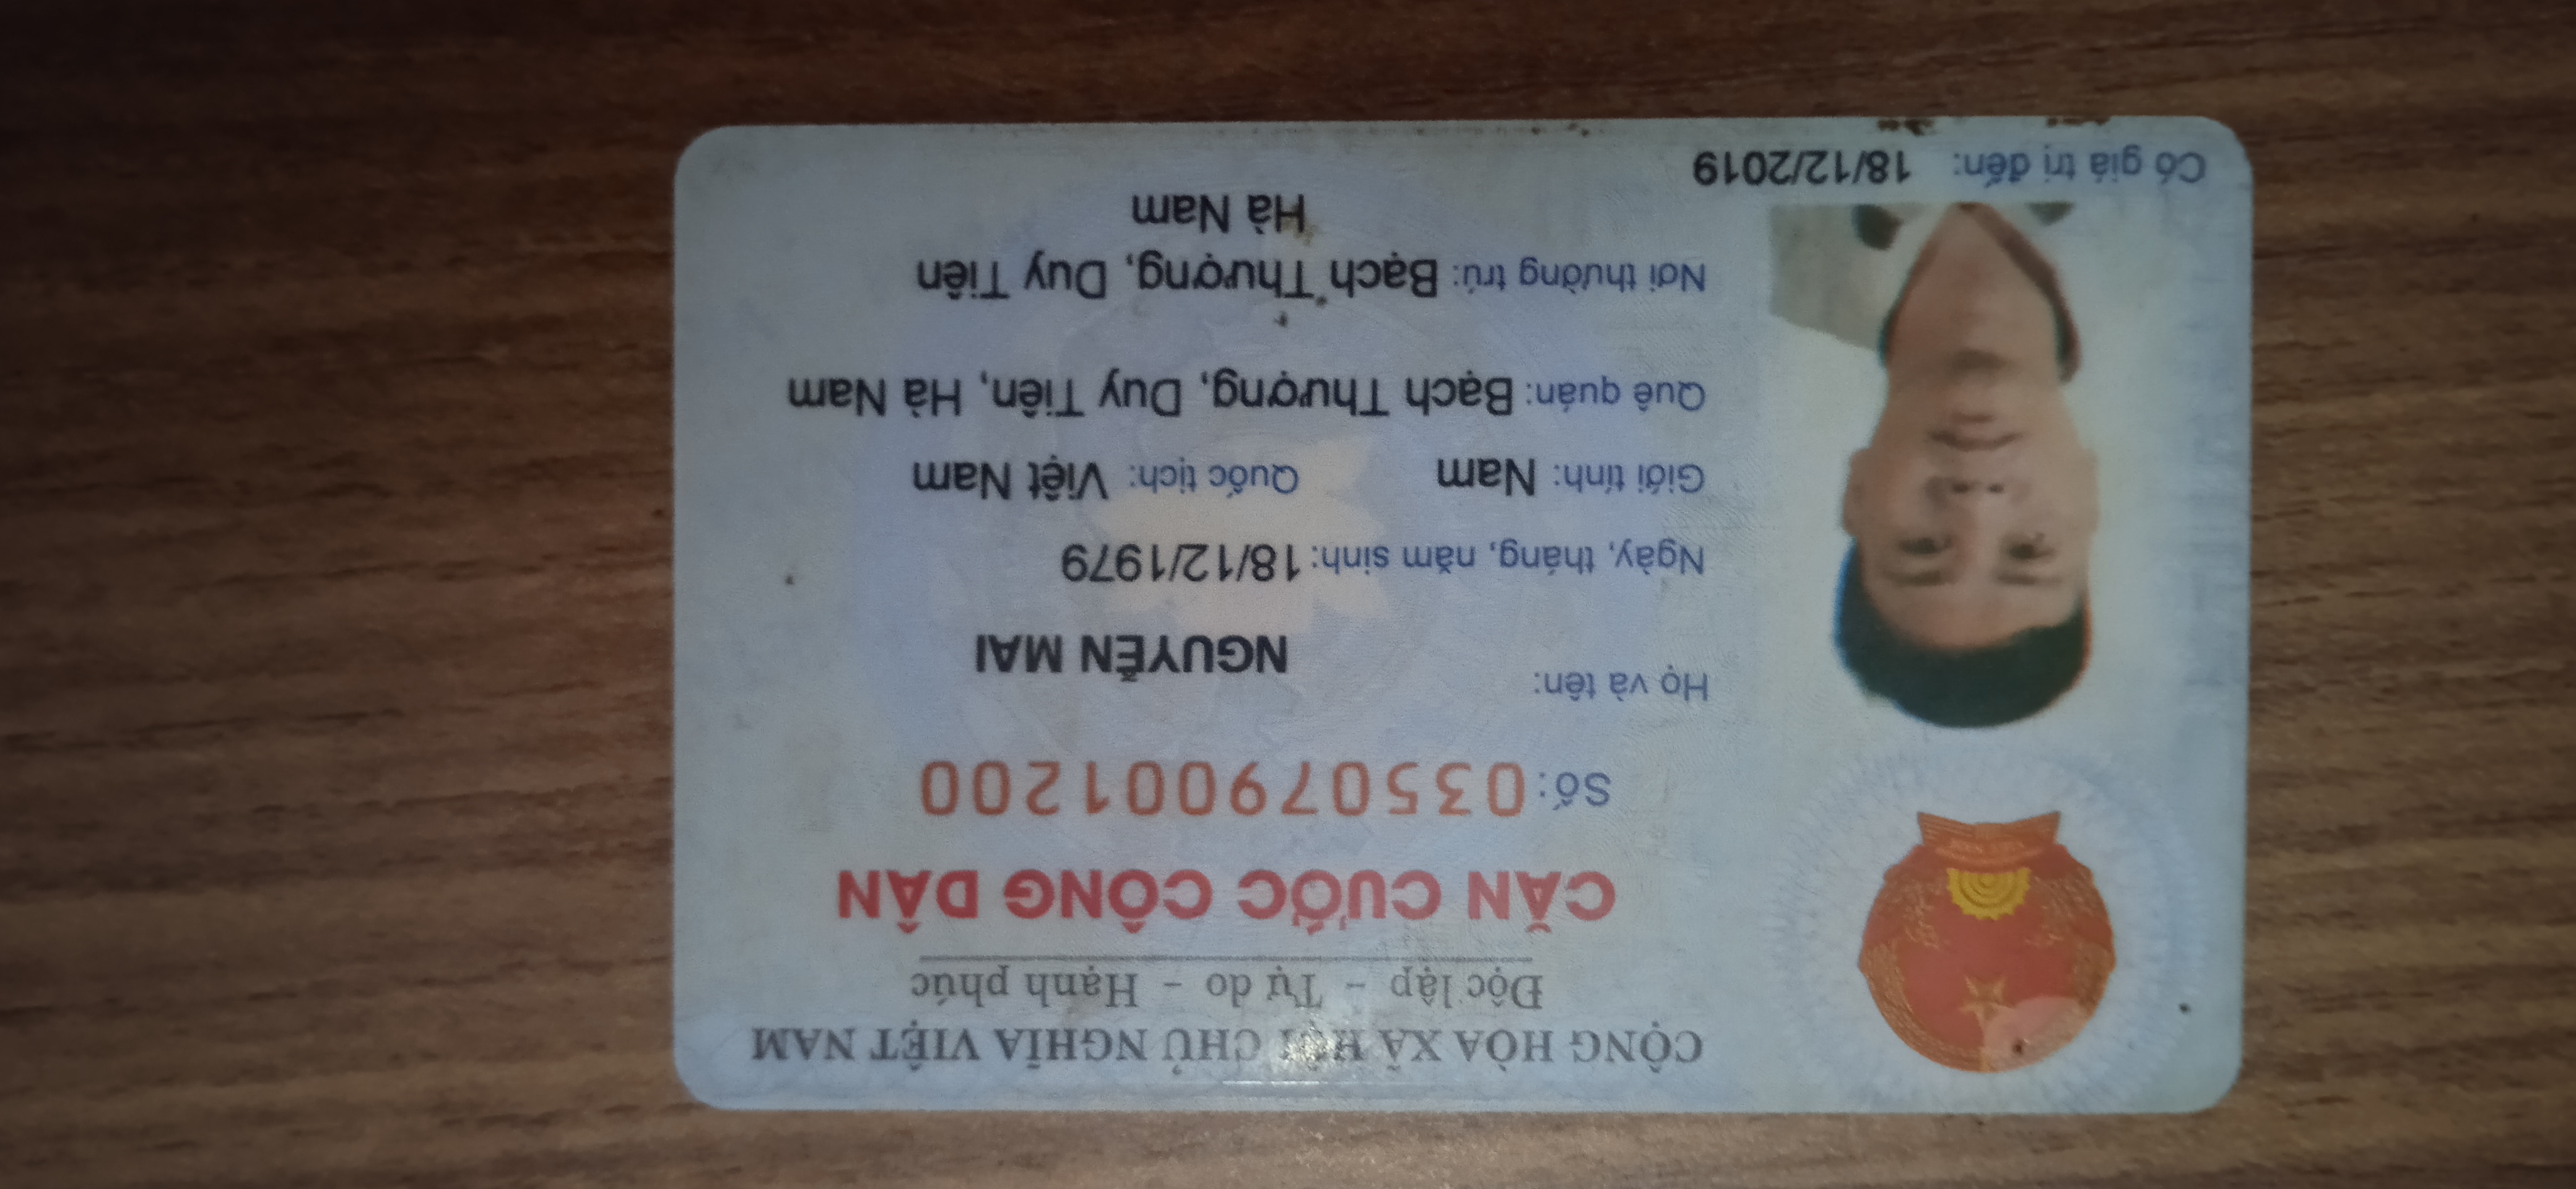 CỘNG HÒA XÃ HỘI CHỦ NGHĨA VIỆT NAM
Độc lập - Tự do - Hạnh phúc
CĂN CƯỚC CÔNG DÂN
Số: 035079001200
Họ và tên:
NGUYỄN MAI
Ngày, tháng, năm sinh: 18/12/1979
Giới tính: Nam Quốc tịch: Việt Nam
Quê quán: Bạch Thượng, Duy Tiên, Hà Nam
Nơi thường trú: Bạch Thượng, Duy Tiên
Hà Nam
Có giá trị đến: 18/12/2019